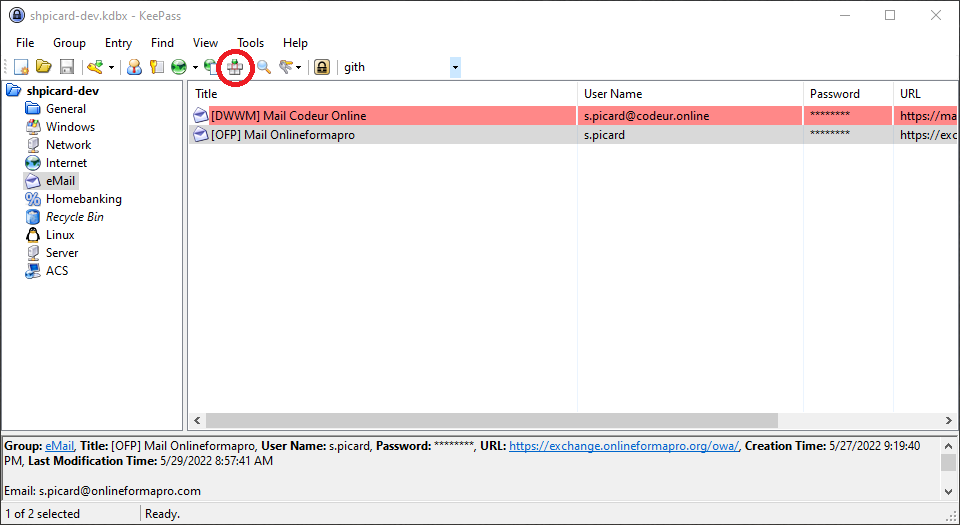 shpicard-dev.kdbx - KeePass
File Group Entry Find View Tools Help
gith
shpicard-dev
General
Windows
Network
Internet
eMail
Homebanking
Recycle Bin
Linux
Server
ACS
Title User Name Password URL
[DWWM] Mail Codeur Online s.picard@codeur.online ******** https://ma
[OFP] Mail Onlineformapro s.picard ******** https://exc
Group: eMail, Title: [OFP] Mail Onlineformapro, User Name: s.picard, Password: ********, URL: https://exchange.onlineformapro.org/owa/, Creation Time: 5/27/2022 9:19:40
PM, Last Modification Time: 5/29/2022 8:57:41 AM
Email: s.picard@onlineformapro.com
1 of 2 selected Ready.